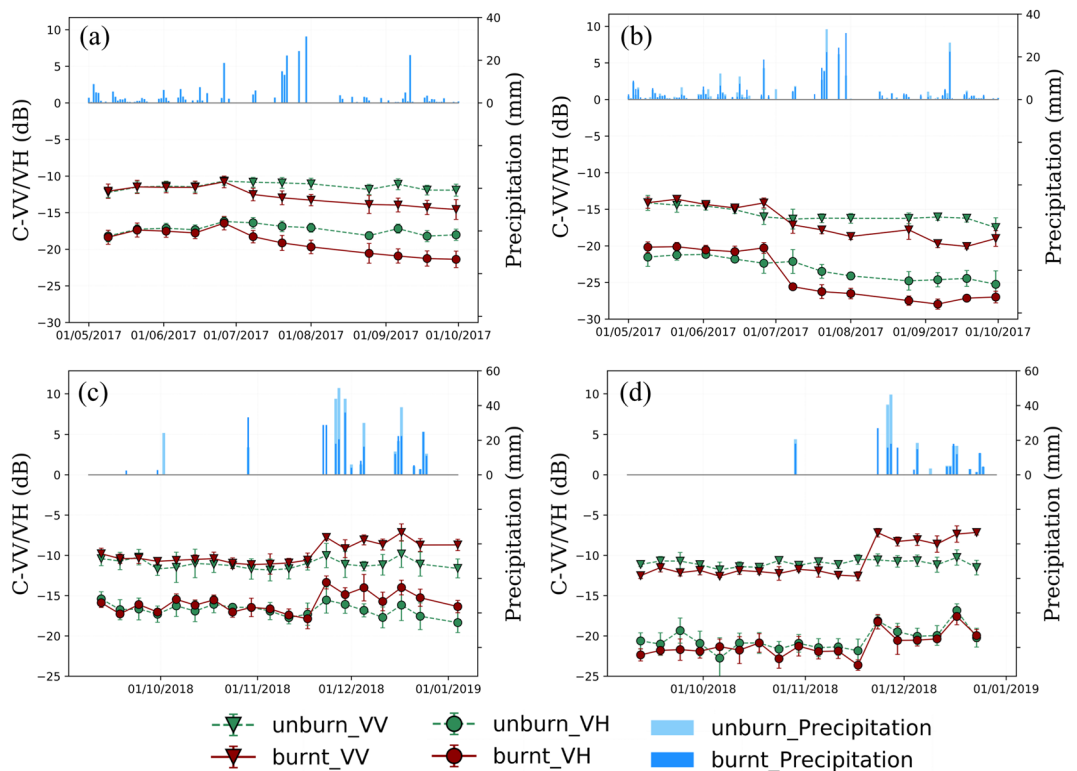 (a)
10
5
0
−5
−10
−15
−20
−25
−30
C-VV/VH (dB)
40
20
0
Precipitation (mm)
01/05/2017 01/06/2017 01/07/2017 01/08/2017 01/09/2017 01/10/2017
(b)
10
5
0
−5
−10
−15
−20
−25
−30
C-VV/VH (dB)
40
20
0
Precipitation (mm)
01/05/2017 01/06/2017 01/07/2017 01/08/2017 01/09/2017 01/10/2017
(c)
10
5
0
−5
−10
−15
−20
−25
C-VV/VH (dB)
60
40
20
0
Precipitation (mm)
01/10/2018 01/11/2018 01/12/2018 01/01/2019
(d)
10
5
0
−5
−10
−15
−20
−25
C-VV/VH (dB)
60
40
20
0
Precipitation (mm)
01/10/2018 01/11/2018 01/12/2018 01/01/2019
unburn_VV unburn_VH unburn_Precipitation
burnt_VV burnt_VH burnt_Precipitation